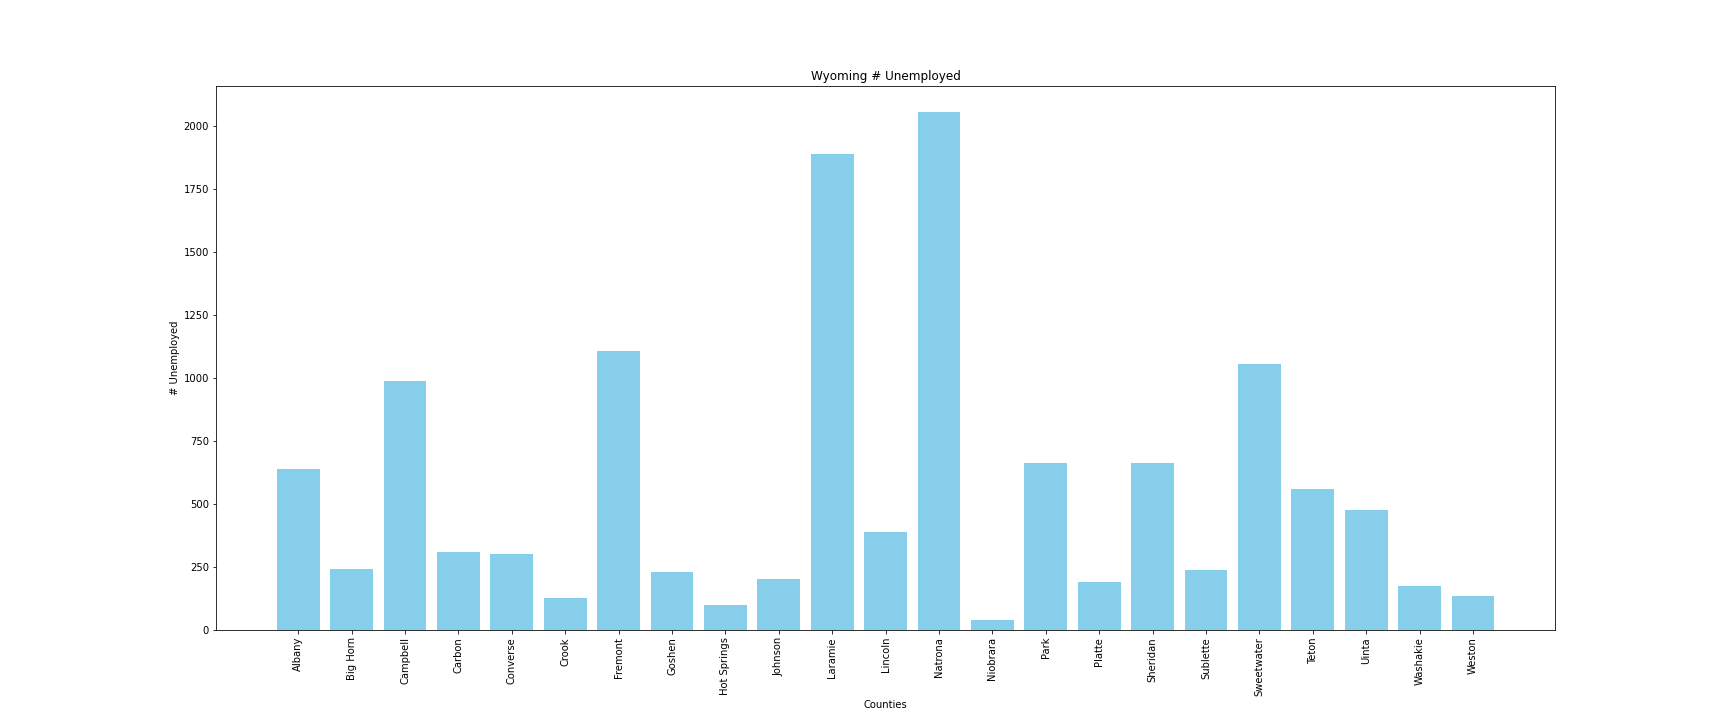 Wyoming # Unemployed
# Unemployed
2000
1750
1500
1250
1000
750
500
250
0
Albany
Big Horn
Campbell
Carbon
Converse
Crook
Fremont
Goshen
Hot Springs
Johnson
Laramie
Lincoln
Natrona
Niobrara
Park
Platte
Sheridan
Sublette
Sweetwater
Teton
Uinta
Washakie
Weston
Counties